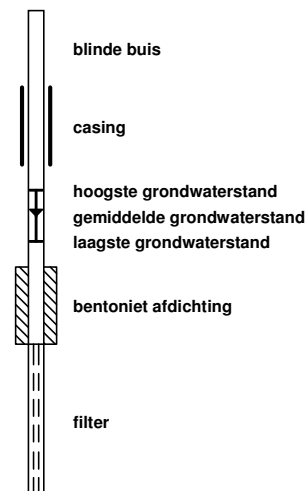 blinde buis
casing
hoogste grondwaterstand
gemiddelde grondwaterstand
laagste grondwaterstand
bentoniet afdichting
filter